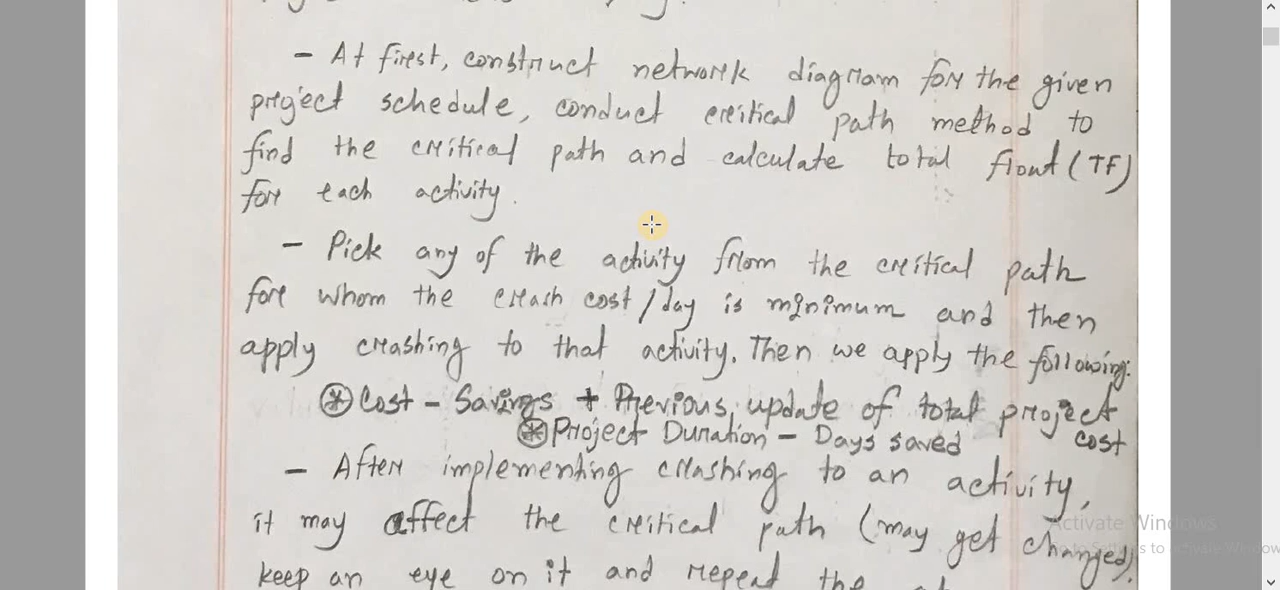 - At first, construct network diagram for the given
project schedule, conduct critical path method to
find the critical path and calculate total float (TF)
for each activity.
- Pick any of the activity from the critical path
for whom the crash cost/day is minimum and then
apply crashing to that activity. Then we apply the following:
⊛ Cost - Savings + Previous update of total project
cost
⊛ Project Duration - Days saved
- After implementing crashing to an activity,
it may affect the critical path (may get changed),
keep an eye on it and repeat the
Activate Windows